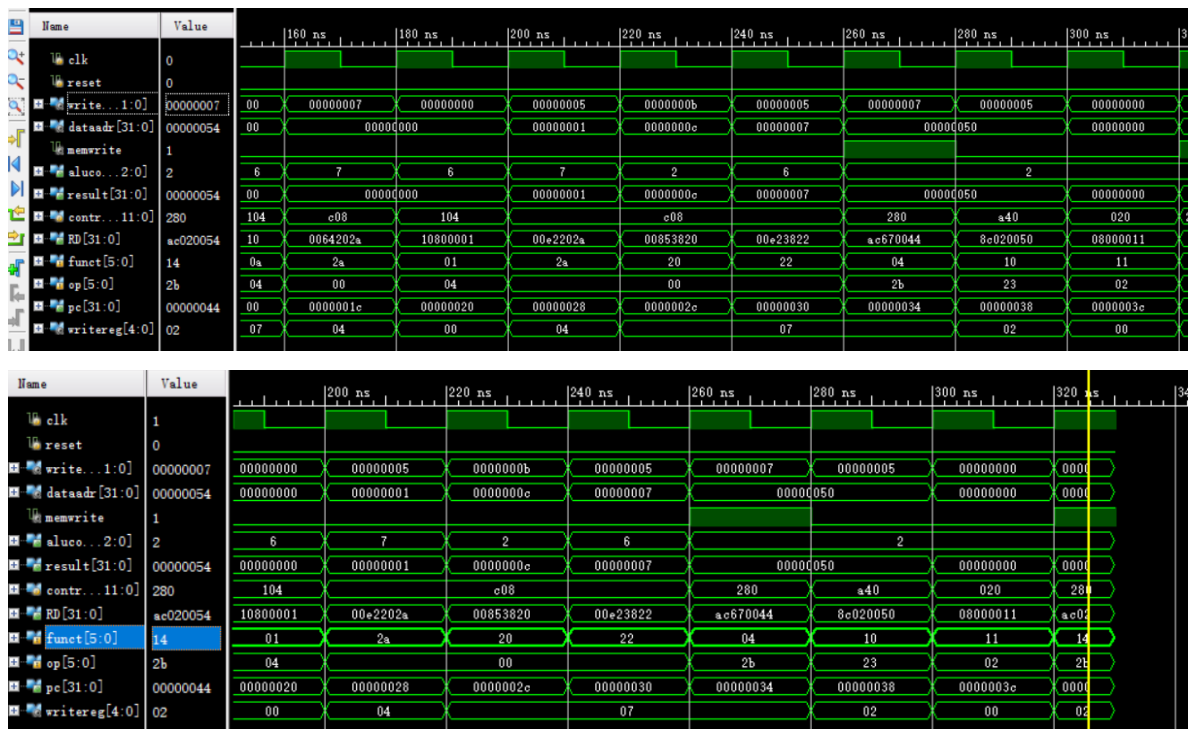 Name Value 160 ns 180 ns 200 ns 220 ns 240 ns 260 ns 280 ns 300 ns 3
clk 0
reset 0
write...1:0] 00000007 00 00000007 00000000 00000005 0000000b 00000005 00000007 00000005 00000000
dataadr[31:0] 00000054 00 00000000 00000001 0000000c 00000007 00000050 00000000
memwrite 1
aluco...2:0] 2 6 7 6 7 2 6 2
result[31:0] 00000054 00 00000000 00000001 0000000c 00000007 00000050 00000000
contr...11:0] 280 104 c08 104 c08 280 a40 020
RD[31:0] ac020054 10 0064202a 10800001 00e2202a 00853820 00e23822 ac670044 8c020050 08000011
funct[5:0] 14 0a 2a 01 2a 20 22 04 10 11
op[5:0] 2b 04 00 04 00 2b 23 02
pc[31:0] 00000044 00 0000001c 00000020 00000028 0000002c 00000030 00000034 00000038 0000003c
writereg[4:0] 02 07 04 00 04 07 02 00
Name Value 200 ns 220 ns 240 ns 260 ns 280 ns 300 ns 320 ns 34
clk 1
reset 0
write...1:0] 00000007 00000000 00000005 0000000b 00000005 00000007 00000005 00000000 0000
dataadr[31:0] 00000054 00000000 00000001 0000000c 00000007 00000050 00000000 0000
memwrite 1
aluco...2:0] 2 6 7 2 6 2
result[31:0] 00000054 00000000 00000001 0000000c 00000007 00000050 00000000 0000
contr...11:0] 280 104 c08 280 a40 020 280
RD[31:0] ac020054 10800001 00e2202a 00853820 00e23822 ac670044 8c020050 08000011 ac02
funct[5:0] 14 01 2a 20 22 04 10 11 14
op[5:0] 2b 04 00 2b 23 02 2b
pc[31:0] 00000044 00000020 00000028 0000002c 00000030 00000034 00000038 0000003c 0000
writereg[4:0] 02 00 04 07 02 00 02